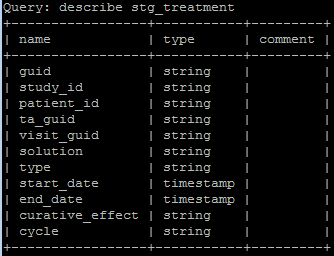 Query: describe stg_treatment
+-----------------+-----------+---------+
| name            | type      | comment |
+-----------------+-----------+---------+
| guid            | string    |         |
| study_id        | string    |         |
| patient_id      | string    |         |
| ta_guid         | string    |         |
| visit_guid      | string    |         |
| solution        | string    |         |
| type            | string    |         |
| start_date      | timestamp |         |
| end_date        | timestamp |         |
| curative_effect | string    |         |
| cycle           | string    |         |
+-----------------+-----------+---------+